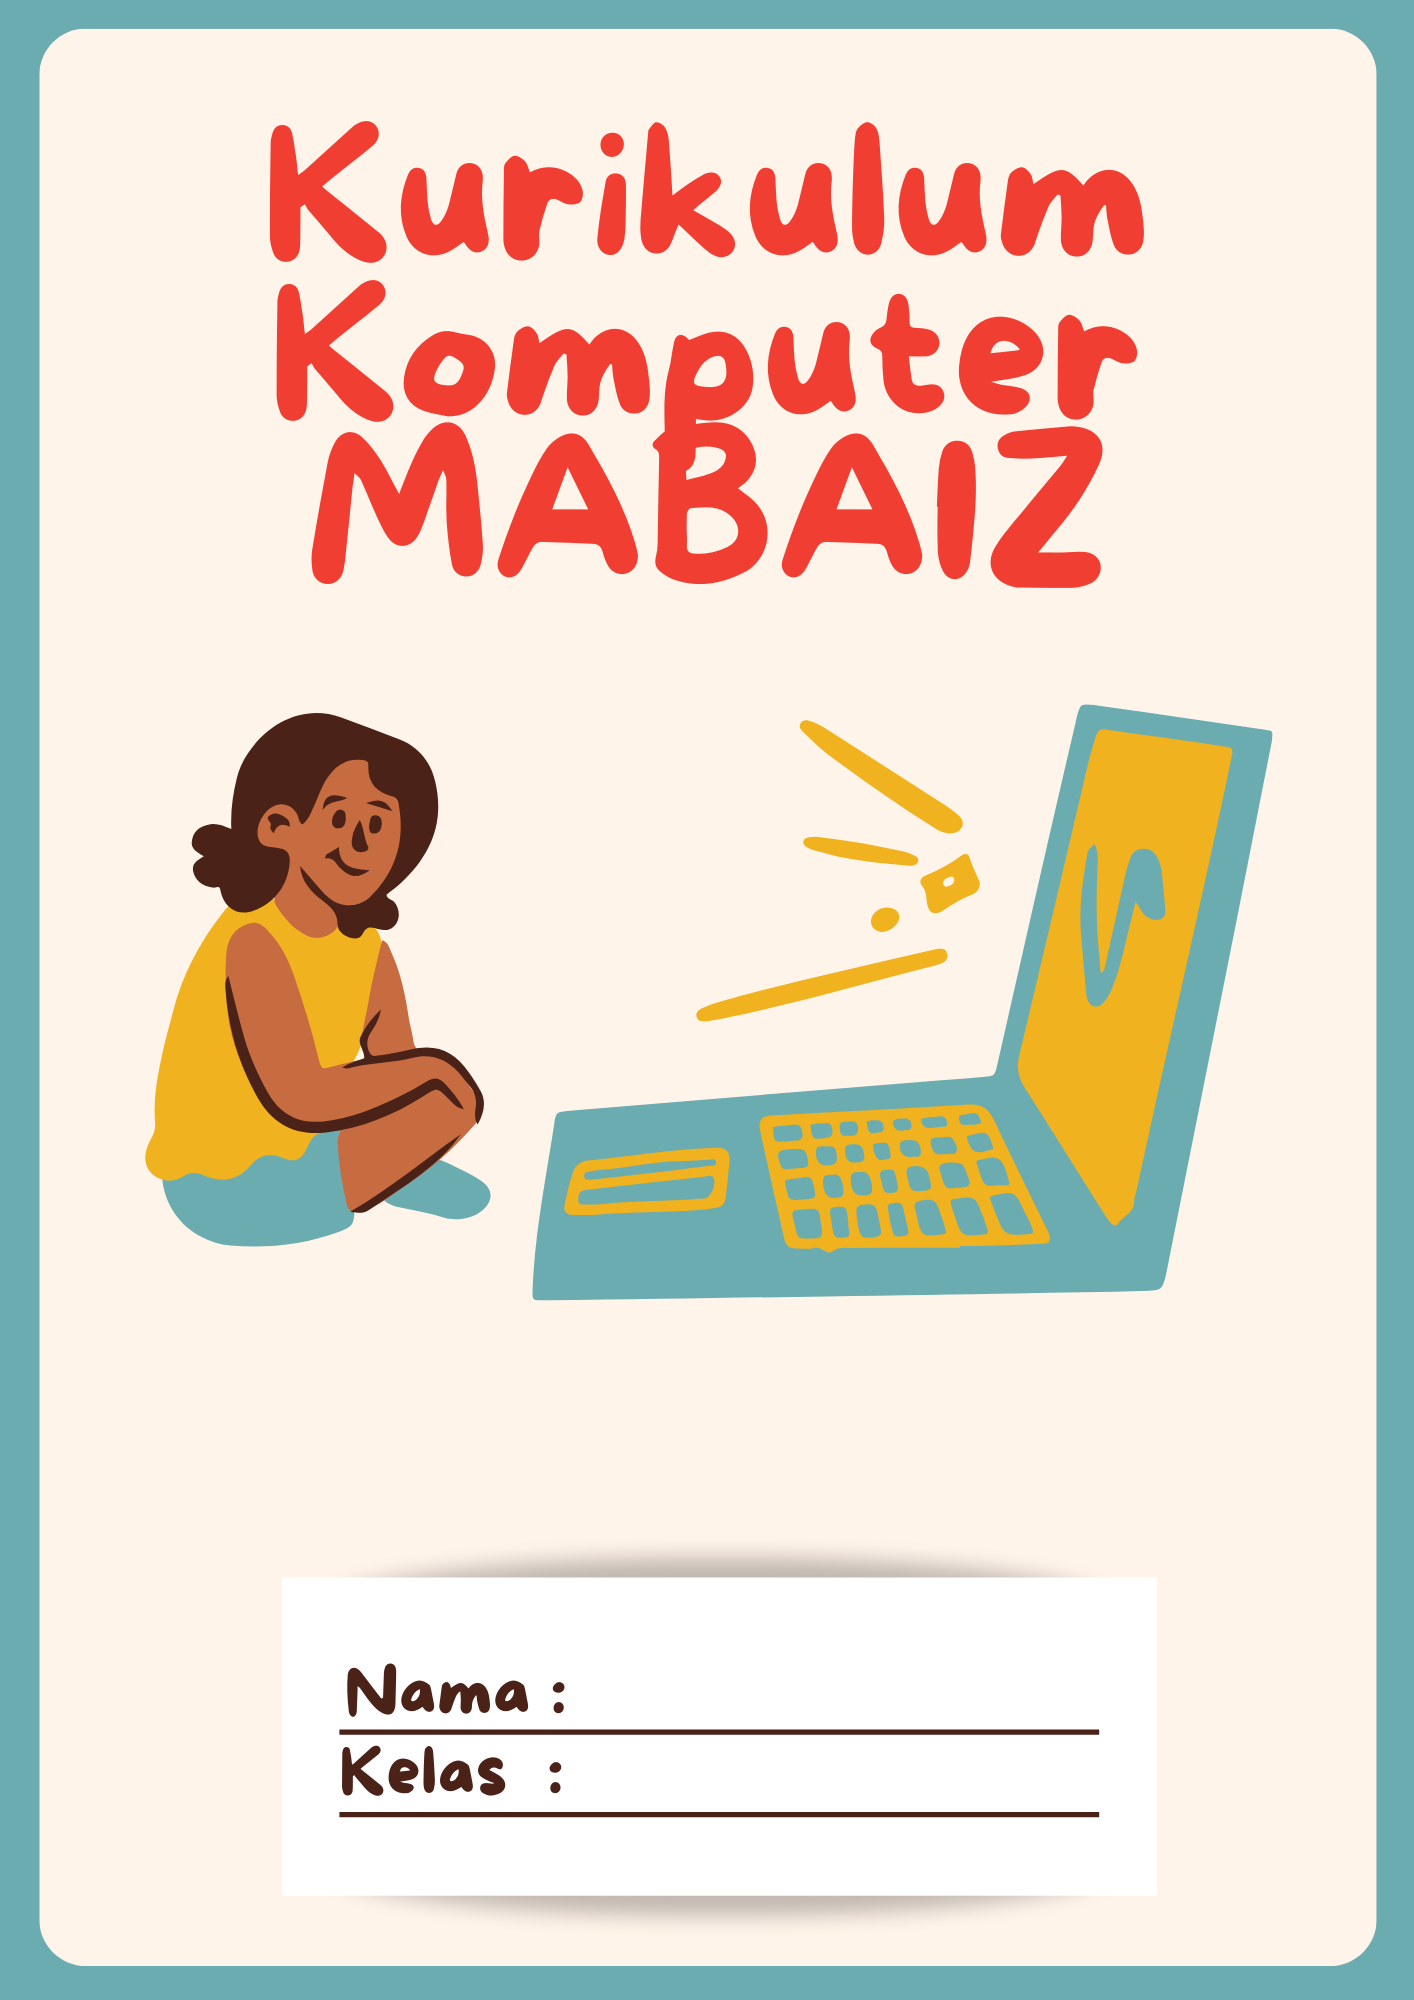 Kurikulum
Komputer
MABAIZ
Nama :
Kelas :